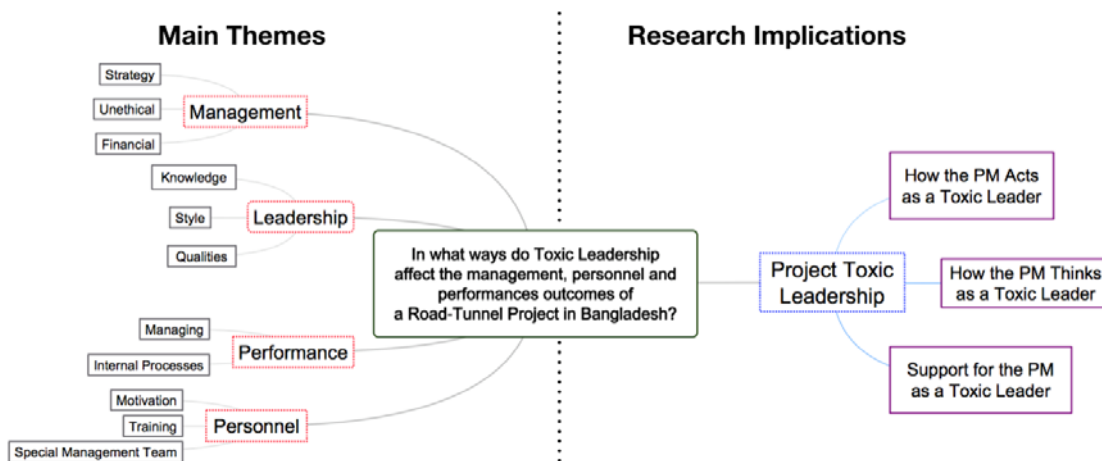 Main Themes
Strategy
Unethical
Financial
Management
Knowledge
Style
Qualities
Leadership
Managing
Internal Processes
Performance
Motivation
Training
Special Management Team
Personnel
In what ways do Toxic Leadership
affect the management, personnel and
performances outcomes of
a Road-Tunnel Project in Bangladesh?
Research Implications
Project Toxic
Leadership
How the PM Acts
as a Toxic Leader
How the PM Thinks
as a Toxic Leader
Support for the PM
as a Toxic Leader